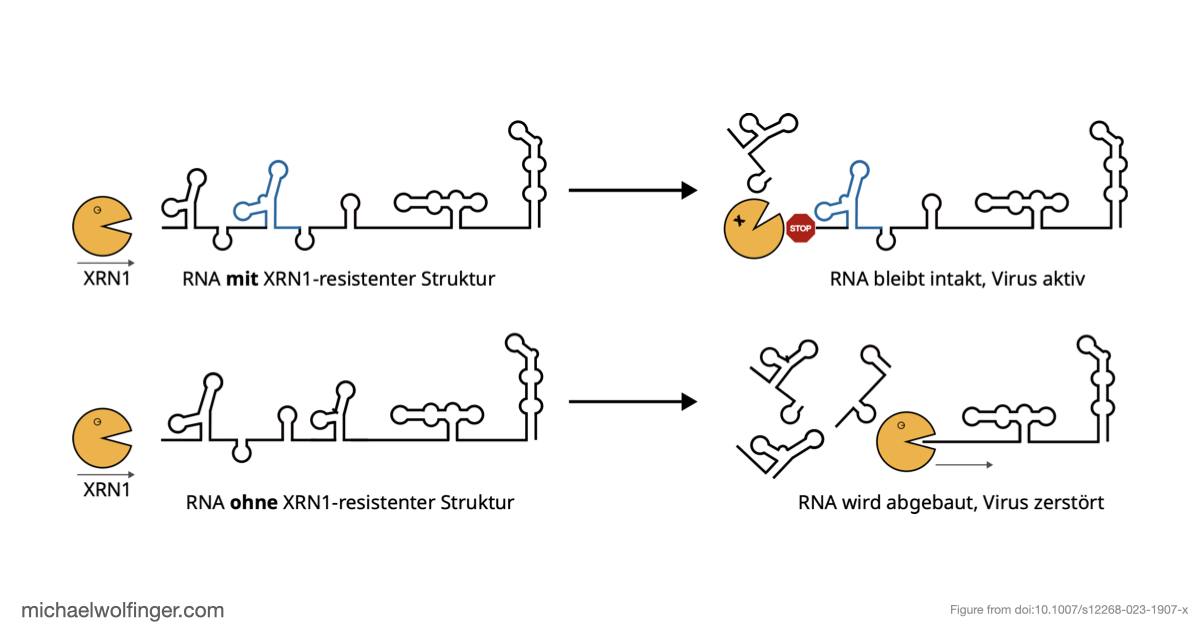 STOP
XRN1
RNA mit XRN1-resistenter Struktur
RNA bleibt intakt, Virus aktiv
XRN1
RNA ohne XRN1-resistenter Struktur
RNA wird abgebaut, Virus zerstört
michaelwolfinger.com
Figure from doi:10.1007/s12268-023-1907-x